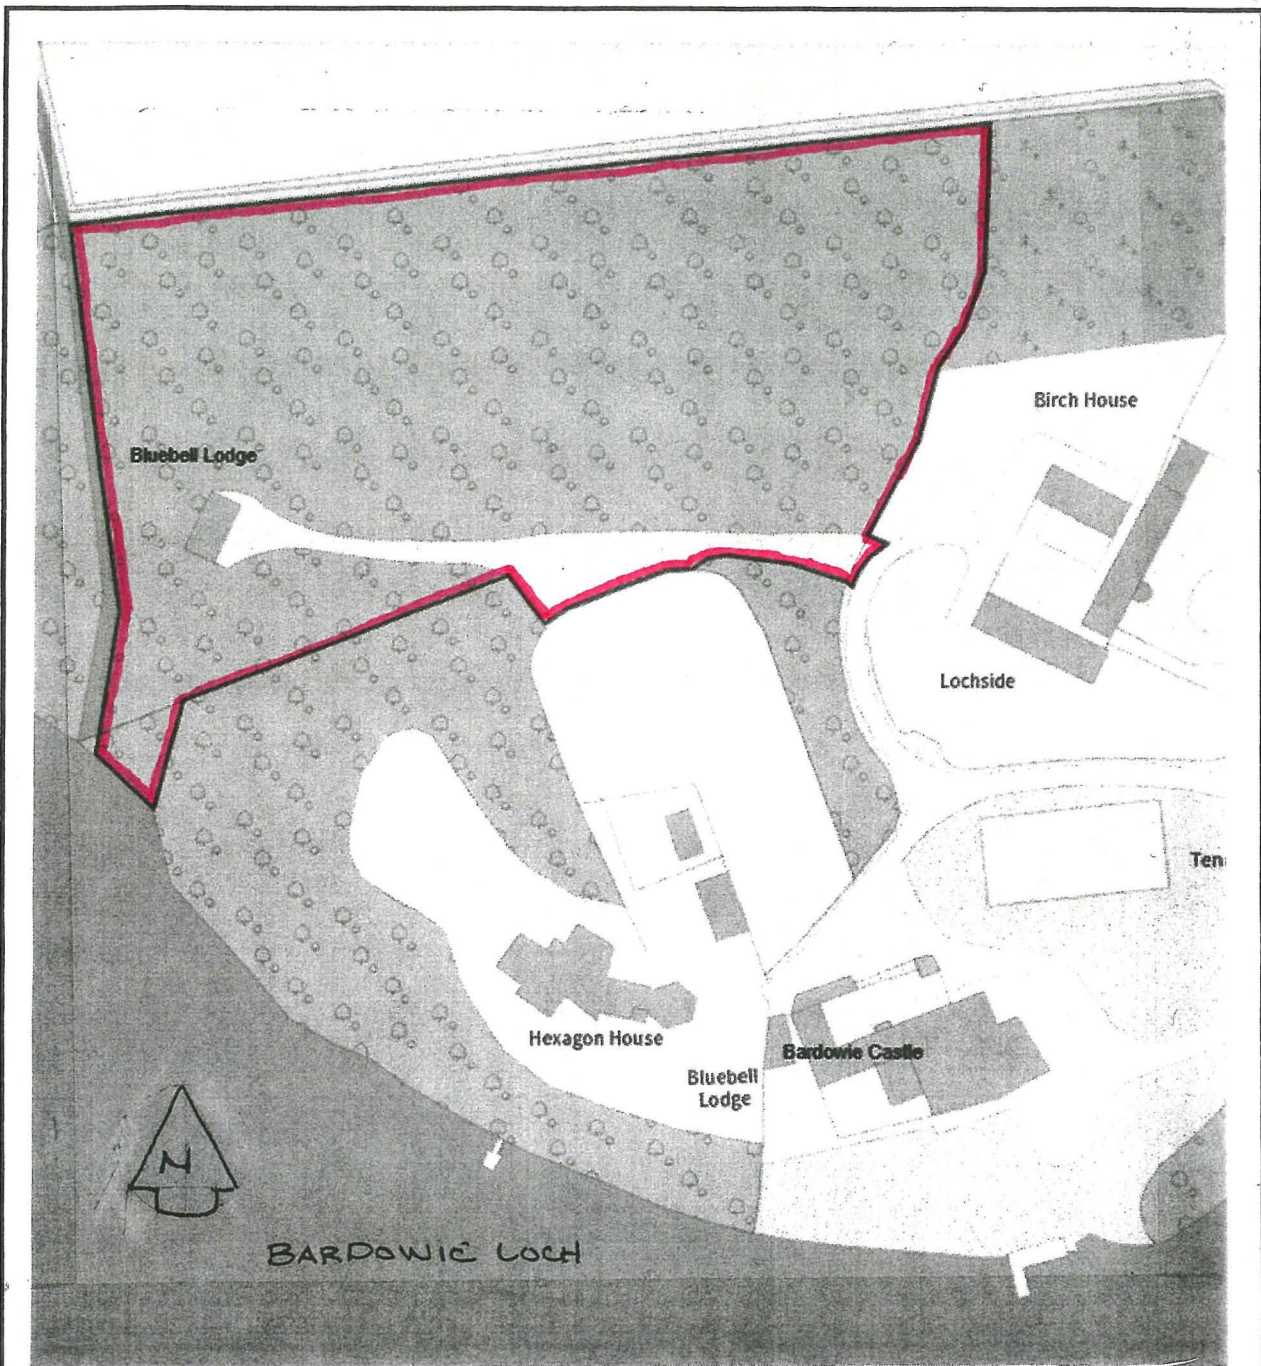 Birch House
Bluebell Lodge
Lochside
Hexagon House
Bluebell
Lodge
Bardowie Castle
N
BARDOWIE LOCH